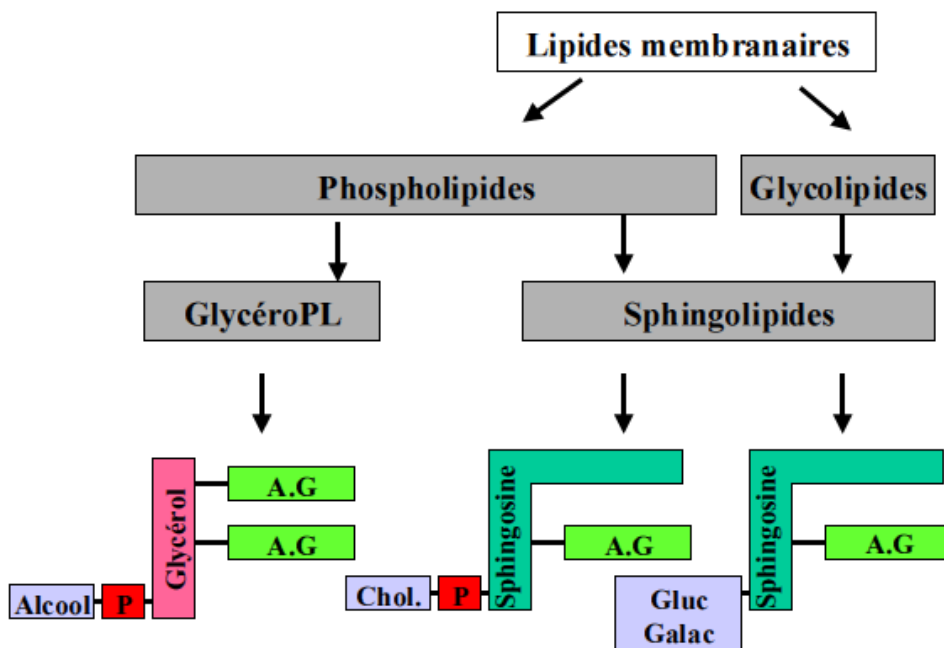 Lipides membranaires
Phospholipides
Glycolipides
GlycéroPL
Sphingolipides
Glycérol
A.G
A.G
Alcool
P
Sphingosine
A.G
Chol.
P
Sphingosine
A.G
Gluc
Galac